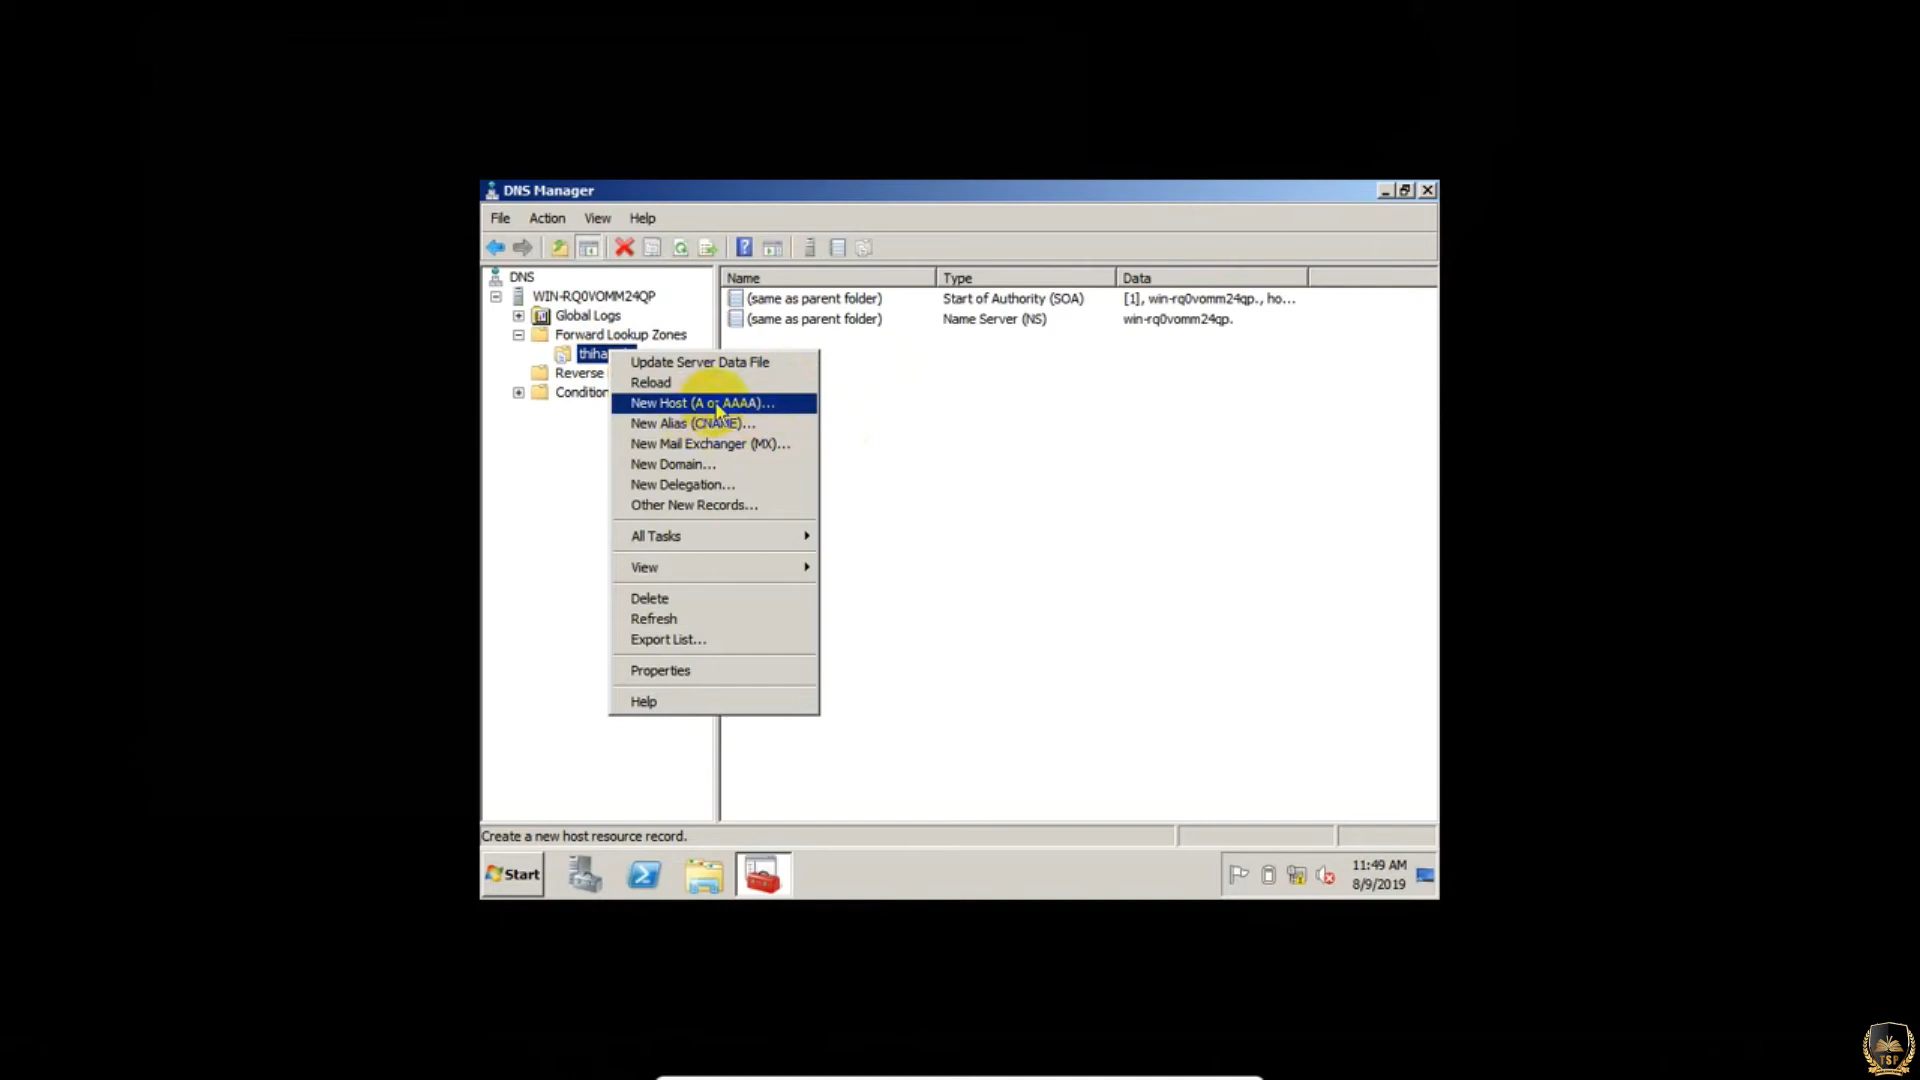 DNS Manager
File Action View Help
DNS
WIN-RQ0VOMM24QP
Global Logs
Forward Lookup Zones
Reverse
Name Type Data
(same as parent folder) Start of Authority (SOA) [1], win-rq0vomm24qp., ho...
(same as parent folder) Name Server (NS) win-rq0vomm24qp.
Update Server Data File
Reload
New Host (A or AAAA)...
New Alias (CNAME)...
New Mail Exchanger (MX)...
New Domain...
New Delegation...
Other New Records...
All Tasks
View
Delete
Refresh
Export List...
Properties
Help
Create a new host resource record.
Start
11:49 AM
8/9/2019
TSP